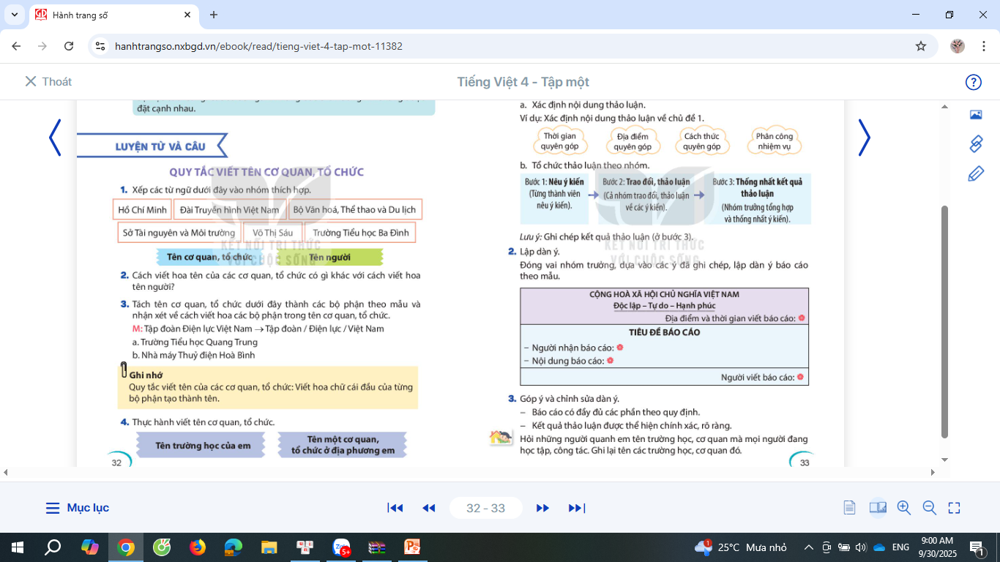 Hành trang số
hanhtrangso.nxbgd.vn/ebook/read/tieng-viet-4-tap-mot-11382
Thoát
Tiếng Việt 4 - Tập một
đặt cạnh nhau.
LUYỆN TỪ VÀ CÂU
QUY TẮC VIẾT TÊN CƠ QUAN, TỔ CHỨC
1. Xếp các từ ngữ dưới đây vào nhóm thích hợp.
Hồ Chí Minh
Đài Truyền hình Việt Nam
Bộ Văn hoá, Thể thao và Du lịch
Sở Tài nguyên và Môi trường
Võ Thị Sáu
Trường Tiểu học Ba Đình
KẾT NỐI TRI THỨC
VỚI CUỘC SỐNG
Tên cơ quan, tổ chức
Tên người
2. Cách viết hoa tên của các cơ quan, tổ chức có gì khác với cách viết hoa
tên người?
3. Tách tên cơ quan, tổ chức dưới đây thành các bộ phận theo mẫu và
nhận xét về cách viết hoa các bộ phận trong tên cơ quan, tổ chức.
M: Tập đoàn Điện lực Việt Nam → Tập đoàn / Điện lực / Việt Nam
a. Trường Tiểu học Quang Trung
b. Nhà máy Thuỷ điện Hoà Bình
Ghi nhớ
Quy tắc viết tên của các cơ quan, tổ chức: Viết hoa chữ cái đầu của từng
bộ phận tạo thành tên.
4. Thực hành viết tên cơ quan, tổ chức.
Tên trường học của em
Tên một cơ quan,
tổ chức ở địa phương em
32
a. Xác định nội dung thảo luận.
Ví dụ: Xác định nội dung thảo luận về chủ đề 1.
Thời gian
quyên góp
Địa điểm
quyên góp
Cách thức
quyên góp
Phân công
nhiệm vụ
b. Tổ chức thảo luận theo nhóm.
Bước 1: Nêu ý kiến
(Từng thành viên
nêu ý kiến).
Bước 2: Trao đổi, thảo luận
(Cả nhóm trao đổi, thảo luận
về các ý kiến).
Bước 3: Thống nhất kết quả
thảo luận
(Nhóm trưởng tổng hợp
và thống nhất ý kiến).
Lưu ý: Ghi chép kết quả thảo luận (ở bước 3).
KẾT NỐI TRI THỨC
VỚI CUỘC SỐNG
2. Lập dàn ý.
Đóng vai nhóm trưởng, dựa vào các ý đã ghi chép, lập dàn ý báo cáo
theo mẫu.
CỘNG HOÀ XÃ HỘI CHỦ NGHĨA VIỆT NAM
Độc lập – Tự do – Hạnh phúc
Địa điểm và thời gian viết báo cáo:
TIÊU ĐỀ BÁO CÁO
– Người nhận báo cáo:
– Nội dung báo cáo:
Người viết báo cáo:
3. Góp ý và chỉnh sửa dàn ý.
– Báo cáo có đầy đủ các phần theo quy định.
– Kết quả thảo luận được thể hiện chính xác, rõ ràng.
Hỏi những người quanh em tên trường học, cơ quan mà mọi người đang
học tập, công tác. Ghi lại tên các trường học, cơ quan đó.
33
Mục lục
32 - 33
25°C Mưa nhỏ
ENG
9:00 AM
9/30/2025